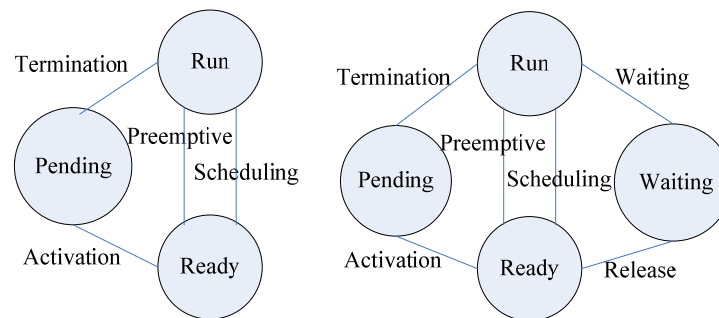 Run
Termination
Preemptive
Pending
Scheduling
Activation
Ready
Run
Termination
Waiting
Preemptive
Pending
Scheduling
Waiting
Activation
Ready
Release